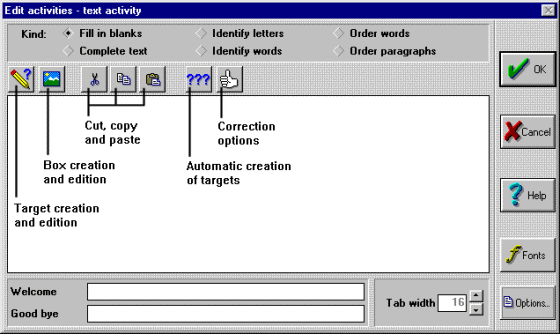 Edit activities - text activity
Kind: Fill in blanks Identify letters Order words
Complete text Identify words Order paragraphs
OK
???
Cut, copy
and paste
Correction
options
Cancel
Box creation
and edition
Automatic creation
of targets
Help
Target creation
and edition
Fonts
Welcome
Good bye
Tab width 16
Options..